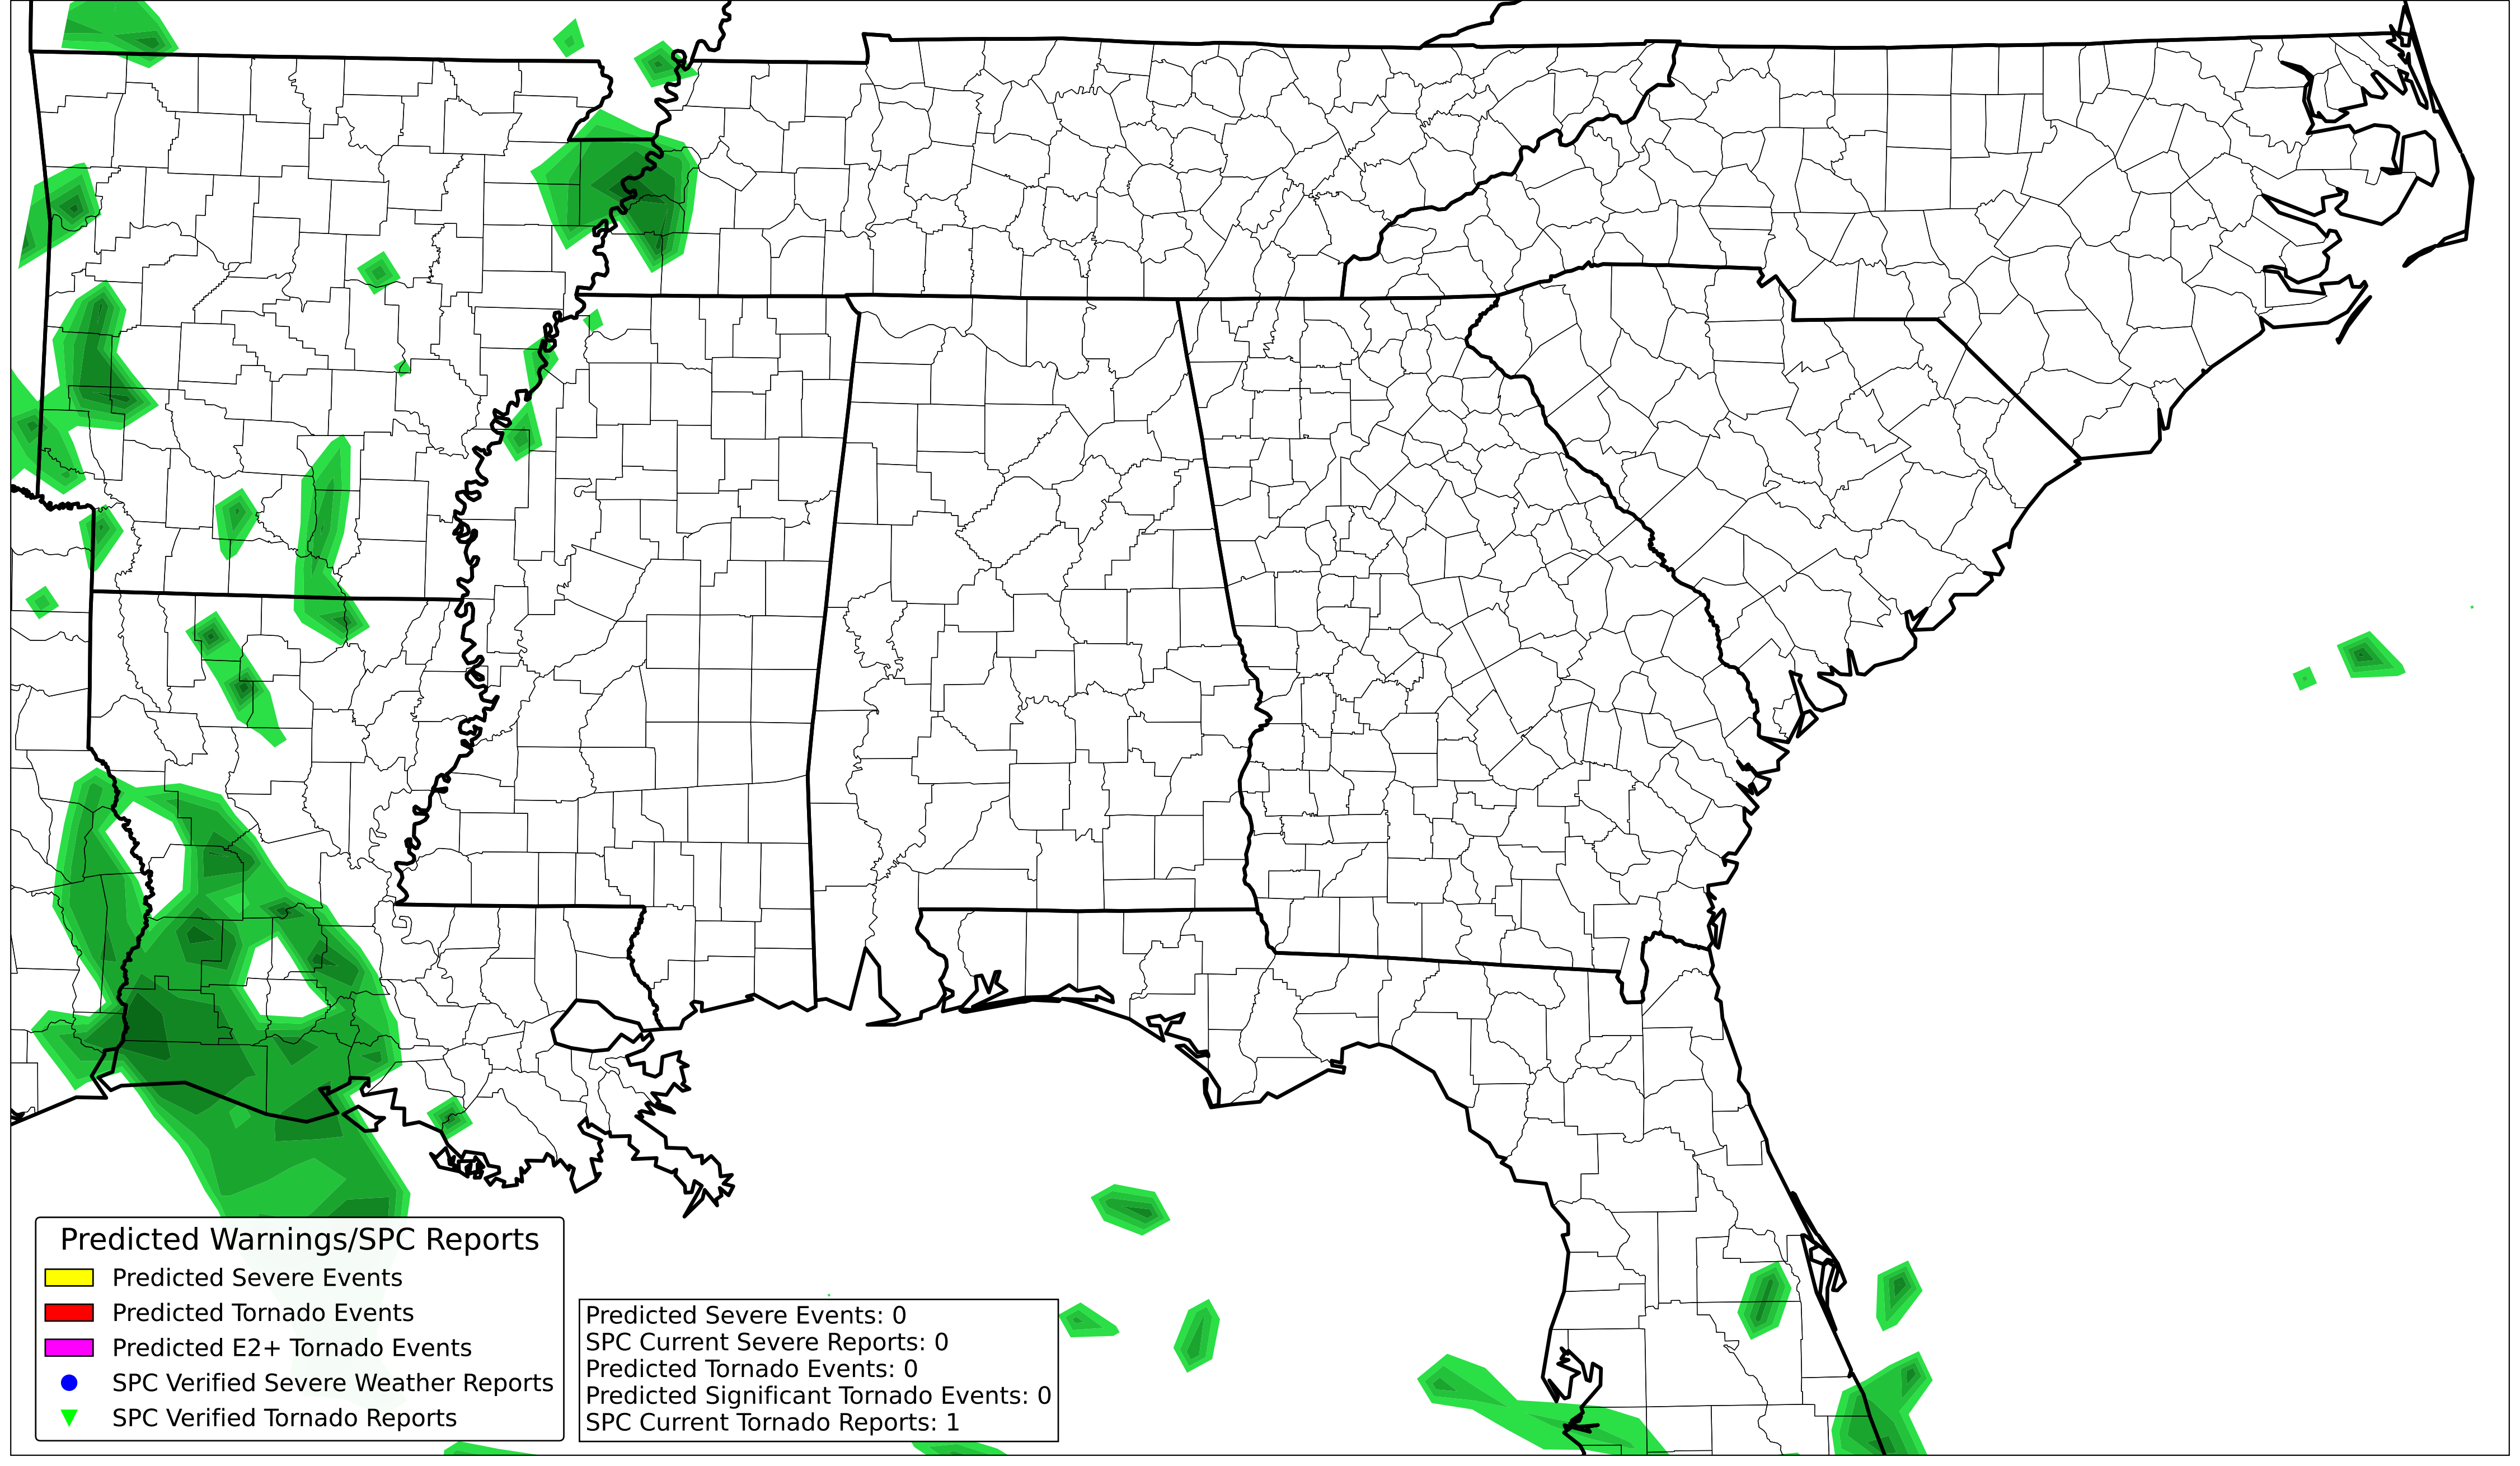 Predicted Warnings/SPC Reports
Predicted Severe Events
Predicted Tornado Events
Predicted E2+ Tornado Events
SPC Verified Severe Weather Reports
SPC Verified Tornado Reports
Predicted Severe Events: 0
SPC Current Severe Reports: 0
Predicted Tornado Events: 0
Predicted Significant Tornado Events: 0
SPC Current Tornado Reports: 1